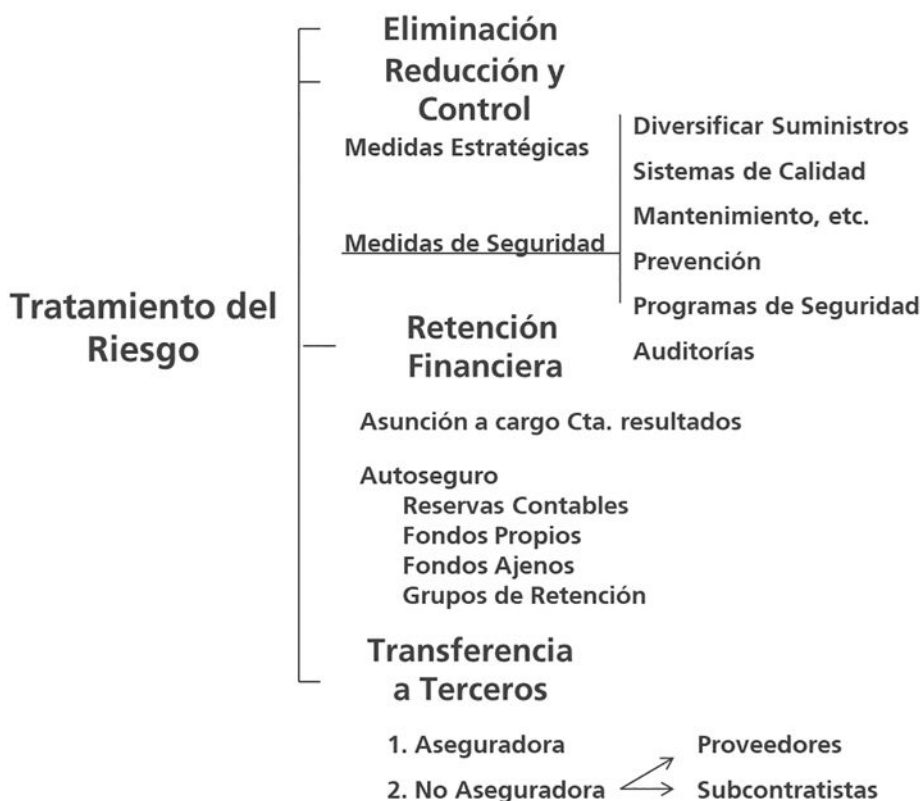 Tratamiento del
Riesgo
Eliminación
Reducción y
Control
Medidas Estratégicas
Medidas de Seguridad
Diversificar Suministros
Sistemas de Calidad
Mantenimiento, etc.
Prevención
Programas de Seguridad
Auditorías
Retención
Financiera
Asunción a cargo Cta. resultados
Autoseguro
Reservas Contables
Fondos Propios
Fondos Ajenos
Grupos de Retención
Transferencia
a Terceros
1. Aseguradora
2. No Aseguradora
Proveedores
Subcontratistas